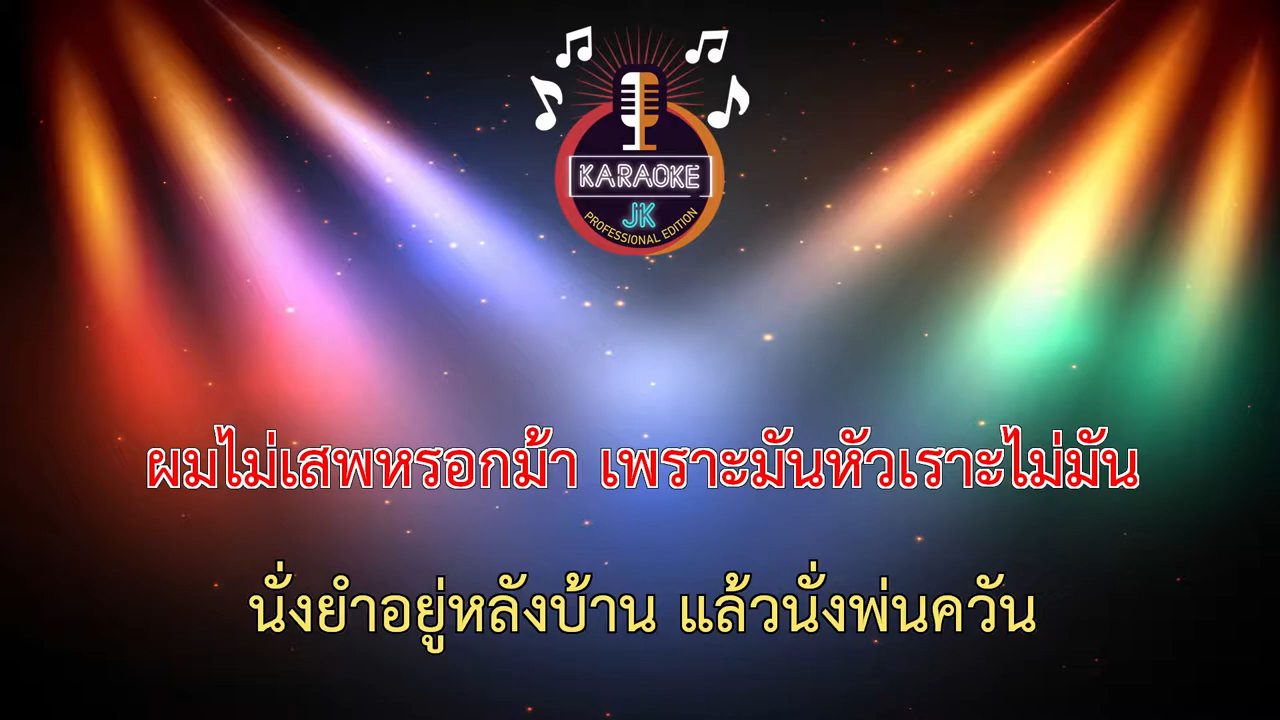 KARAOKE
JK
PROFESSIONAL EDITION
ผมไม่เสพหรอกม้า เพราะมันหัวเราะไม่มัน
นั่งยำอยู่หลังบ้าน แล้วนั่งพ่นควัน